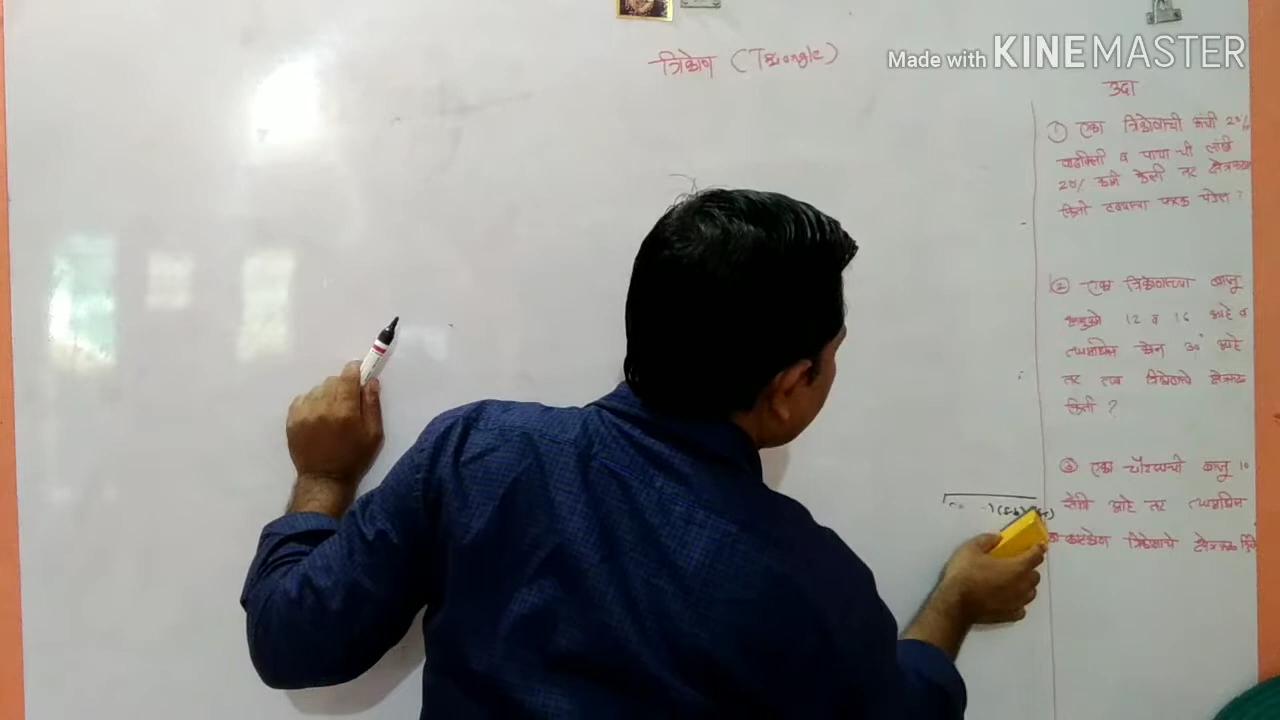 त्रिकोण (Triangle)
Made with KINEMASTER
उदा
① एका त्रिकोणाची उंची 20%
वाढविली व पाया ची लांबी
20% कमी केली तर क्षेत्रफळ
किती टक्क्याचा फरक पडेल ?
② एका त्रिकोणाच्या बाजू
अनुक्रमे 12 व 16 आहे व
त्यामधिल कोन 30° आहे
तर त्या त्रिकोणाचे क्षेत्रफळ
किती ?
③ एका चौरसाची बाजू 10
सेमि आहे तर त्यामधिल
काटकोण त्रिकोणाचे क्षेत्रफळ